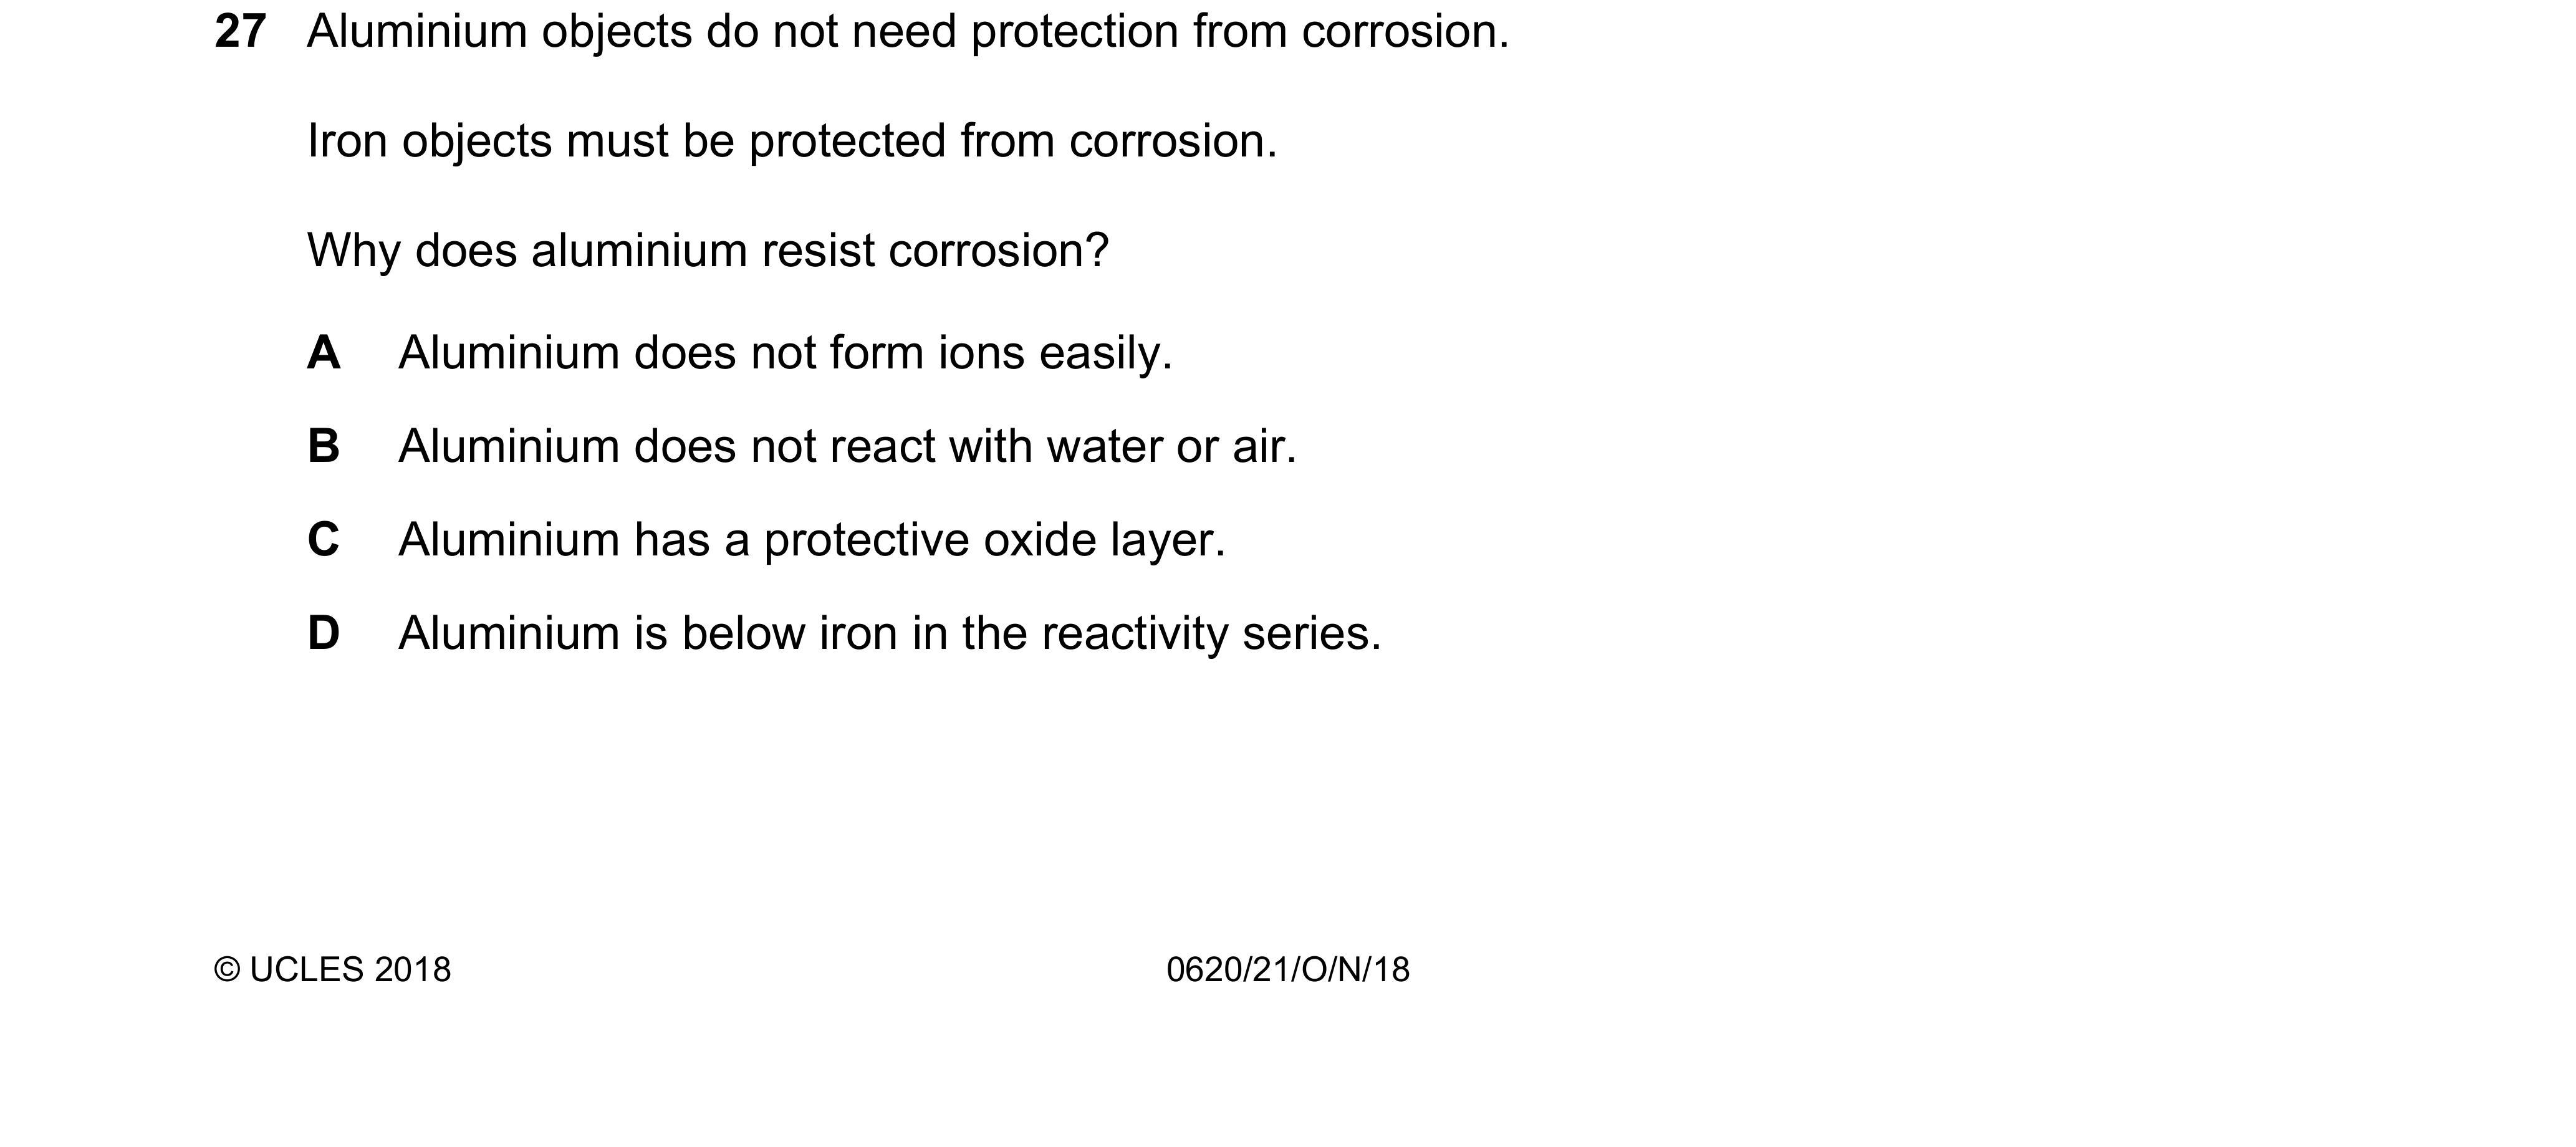 27 Aluminium objects do not need protection from corrosion.
Iron objects must be protected from corrosion.
Why does aluminium resist corrosion?
A Aluminium does not form ions easily.
B Aluminium does not react with water or air.
C Aluminium has a protective oxide layer.
D Aluminium is below iron in the reactivity series.
© UCLES 2018 0620/21/O/N/18